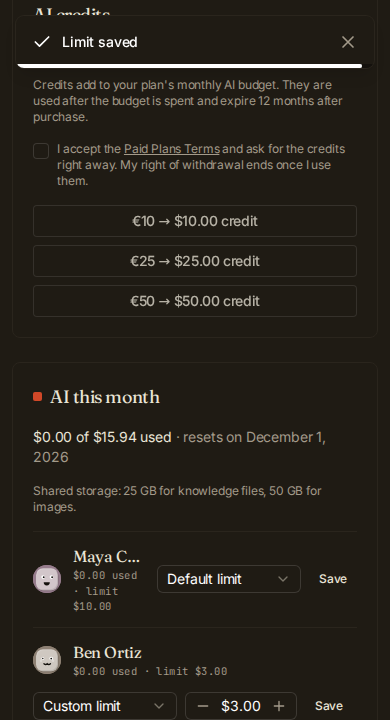 AI credits
Limit saved
Credits add to your plan's monthly AI budget. They are
used after the budget is spent and expire 12 months after
purchase.
I accept the Paid Plans Terms and ask for the credits
right away. My right of withdrawal ends once I use
them.
€10 → $10.00 credit
€25 → $25.00 credit
€50 → $50.00 credit
AI this month
$0.00 of $15.94 used · resets on December 1,
2026
Shared storage: 25 GB for knowledge files, 50 GB for
images.
Maya C...
$0.00 used
· limit
$10.00
Default limit
Save
Ben Ortiz
$0.00 used · limit $3.00
Custom limit
− $3.00 +
Save